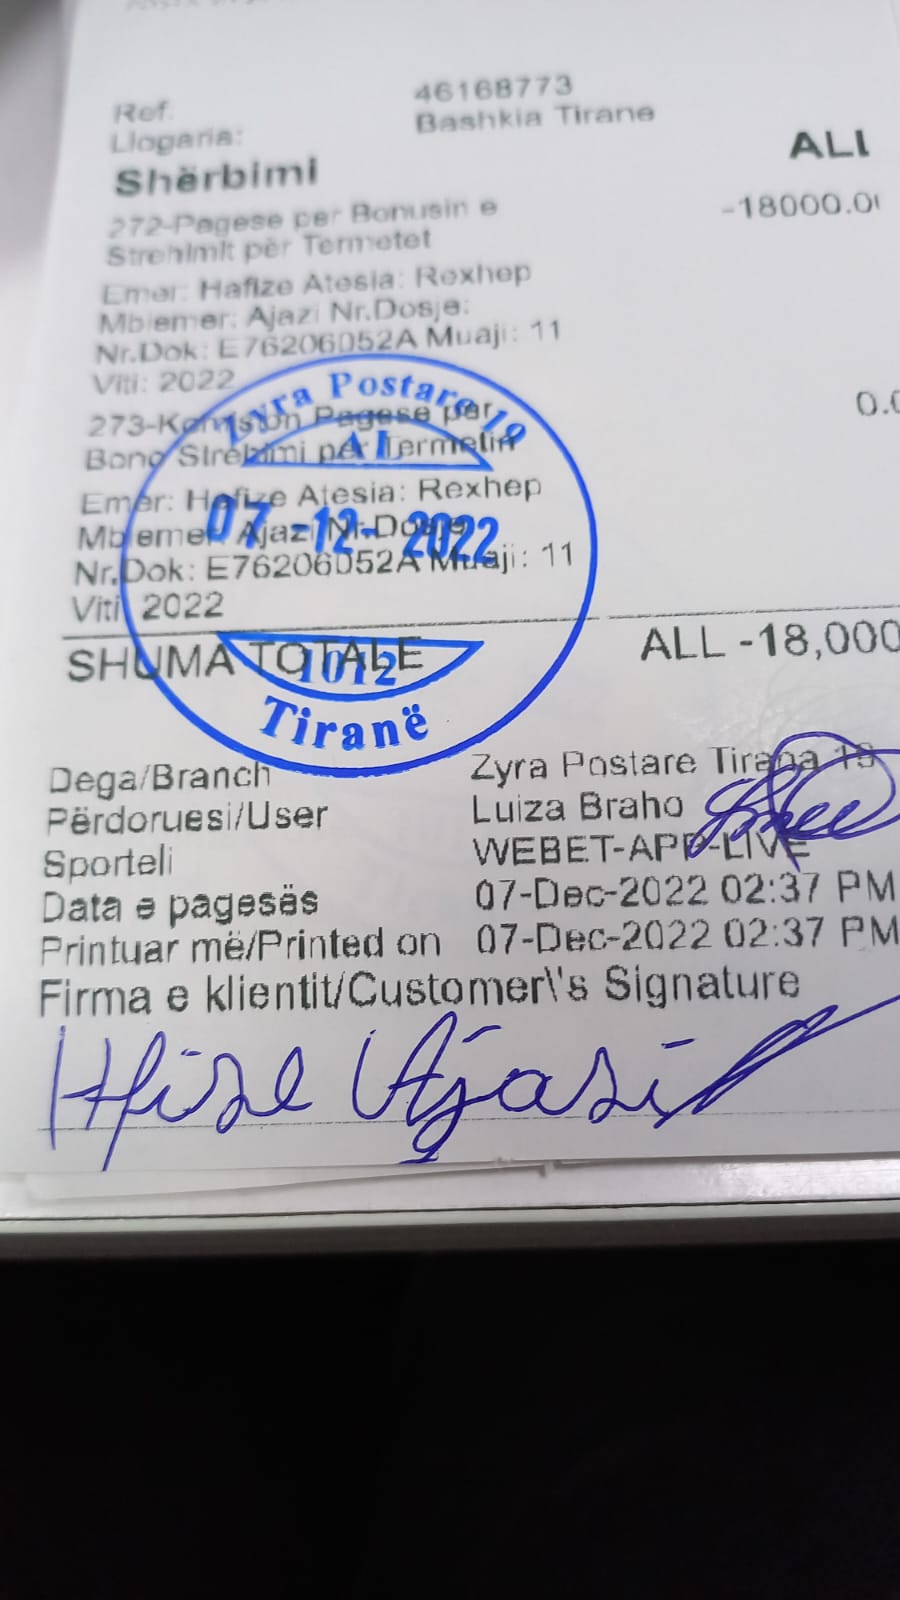 Ref: 46168773
Llogaria: Bashkia Tirane
Shërbimi ALL
272-Pagese per Bonusin e -18000.0
Strehimit për Termetet
Emer: Hafize Atesia: Rexhep
Mbiemer: Ajazi Nr.Dosje:
Nr.Dok: E76206052A Muaji: 11
Viti: 2022
273-Komision Pagese per 0.0
Bono Strehimi për Termetin
Emer: Hafize Atesia: Rexhep
Mbiemer: Ajazi Nr.Dosje:
Nr.Dok: E76206052A Muaji: 11
Viti: 2022
Zyra Postare 19
AL
07-12-2022
1012
Tiranë
SHUMA TOTALE ALL -18,000
Dega/Branch Zyra Postare Tirana 19
Përdoruesi/User Luiza Braho
Sporteli WEBET-APP-LIVE
Data e pagesës 07-Dec-2022 02:37 PM
Printuar më/Printed on 07-Dec-2022 02:37 PM
Firma e klientit/Customer\'s Signature
Hfize Ajazi